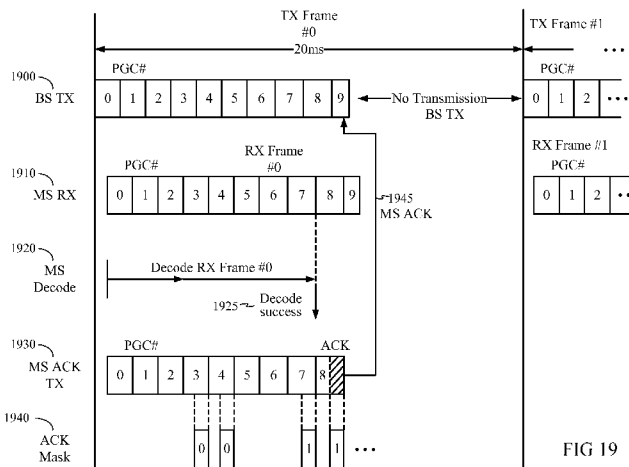 TX Frame
#0
20ms
TX Frame #1
...
1900
BS TX
PGC#
0 1 2 3 4 5 6 7 8 9
No Transmission
BS TX
PGC#
0 1 2 ...
1910
MS RX
PGC#
RX Frame
#0
0 1 2 3 4 5 6 7 8 9
1945
MS ACK
RX Frame #1
PGC#
0 1 2 ...
1920
MS
Decode
Decode RX Frame #0
1925
Decode
success
1930
MS ACK
TX
PGC#
ACK
0 1 2 3 4 5 6 7 8
1940
ACK
Mask
0 0 1 1 ...
FIG 19